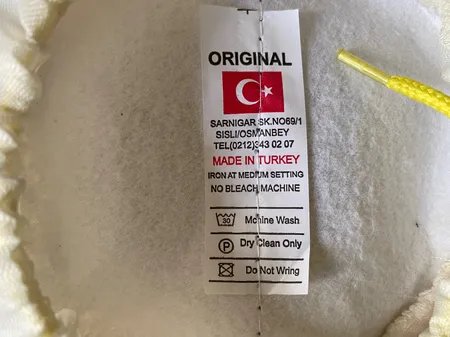 ORIGINAL
SARNIGAR SK.NO69/1
SISLI/OSMANBEY
TEL(0212)343 02 07
MADE IN TURKEY
IRON AT MEDIUM SETTING
NO BLEACH MACHINE
30 Mchine Wash
P Dry Clean Only
Do Not Wring